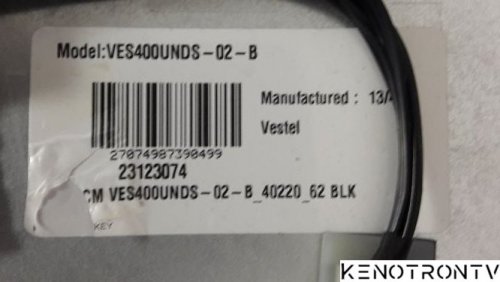 Model:VES400UNDS-02-B
Manufactured : 13/
Vestel
27074987390499
23123074
CM VES400UNDS-02-B_40220_62 BLK
KEY
KENOTRONTV